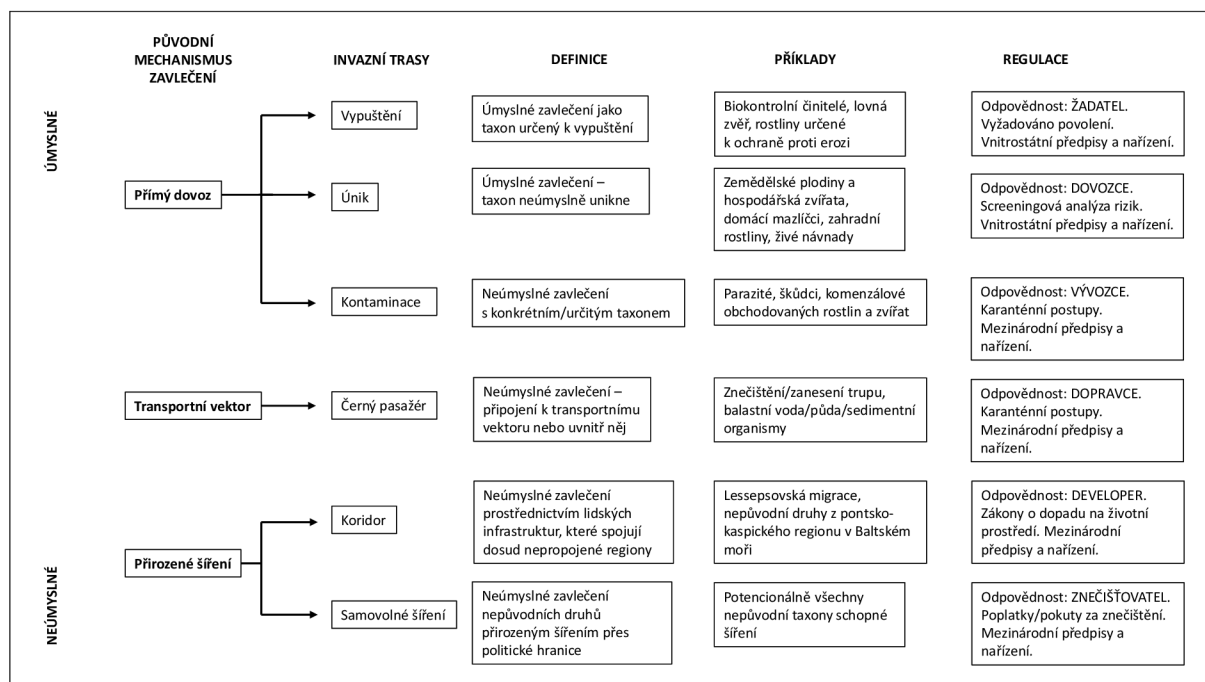 PŮVODNÍ
MECHANISMUS
ZAVLEČENÍ
INVAZNÍ TRASY
DEFINICE
PŘÍKLADY
REGULACE
ÚMYSLNÉ
Přímý dovoz
Vypuštění
Úmyslné zavlečení jako
taxon určený k vypuštění
Biokontrolní činitelé, lovná
zvěř, rostliny určené
k ochraně proti erozi
Odpovědnost: ŽADATEL.
Vyžadováno povolení.
Vnitrostátní předpisy a nařízení.
Únik
Úmyslné zavlečení –
taxon neúmyslně unikne
Zemědělské plodiny a
hospodářská zvířata,
domácí mazlíčci, zahradní
rostliny, živé návnady
Odpovědnost: DOVOZCE.
Screeningová analýza rizik.
Vnitrostátní předpisy a nařízení.
Kontaminace
Neúmyslné zavlečení
s konkrétním/určitým taxonem
Parazité, škůdci, komenzálové
obchodovaných rostlin a zvířat
Odpovědnost: VÝVOZCE.
Karanténní postupy.
Mezinárodní předpisy a
nařízení.
Transportní vektor
Černý pasažér
Neúmyslné zavlečení –
připojení k transportnímu
vektoru nebo uvnitř něj
Znečištění/zanesení trupu,
balastní voda/půda/sedimentní
organismy
Odpovědnost: DOPRAVCE.
Karanténní postupy.
Mezinárodní předpisy a
nařízení.
NEÚMYSLNÉ
Přirozené šíření
Koridor
Neúmyslné zavlečení
prostřednictvím lidských
infrastruktur, které spojují
dosud nepropojené regiony
Lessepsovská migrace,
nepůvodní druhy z pontsko-
kaspického regionu v Baltském
moři
Odpovědnost: DEVELOPER.
Zákony o dopadu na životní
prostředí. Mezinárodní
předpisy a nařízení.
Samovolné šíření
Neúmyslné zavlečení
nepůvodních druhů
přirozeným šířením přes
politické hranice
Potencionálně všechny
nepůvodní taxony schopné
šíření
Odpovědnost: ZNEČIŠŤOVATEL.
Poplatky/pokuty za znečištění.
Mezinárodní předpisy a
nařízení.